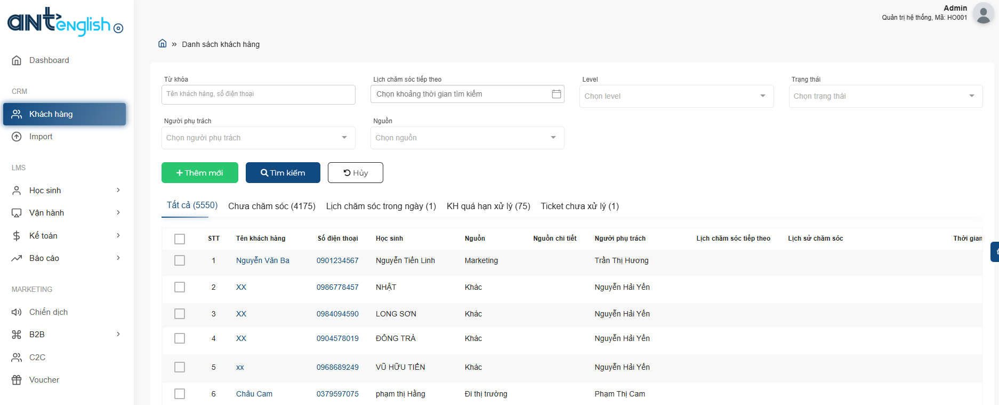 ant english
Admin
Quản trị hệ thống, Mã: HO001
» Danh sách khách hàng
Dashboard
CRM
Khách hàng
Import
LMS
Học sinh
Vận hành
Kế toán
Báo cáo
MARKETING
Chiến dịch
B2B
C2C
Voucher
Từ khóa
Tên khách hàng, số điện thoại
Lịch chăm sóc tiếp theo
Chọn khoảng thời gian tìm kiếm
Level
Chọn level
Trạng thái
Chọn trạng thái
Người phụ trách
Chọn người phụ trách
Nguồn
Chọn nguồn
+ Thêm mới
Tìm kiếm
Hủy
Tất cả (5550) Chưa chăm sóc (4175) Lịch chăm sóc trong ngày (1) KH quá hạn xử lý (75) Ticket chưa xử lý (1)
STT Tên khách hàng Số điện thoại Học sinh Nguồn Nguồn chi tiết Người phụ trách Lịch chăm sóc tiếp theo Lịch sử chăm sóc Thời gian
1 Nguyễn Văn Ba 0901234567 Nguyễn Tiến Linh Marketing Trần Thị Hương
2 XX 0986778457 NHẬT Khác Nguyễn Hải Yến
3 XX 0984094590 LONG SƠN Khác Nguyễn Hải Yến
4 XX 0904578019 ĐÔNG TRÀ Khác Nguyễn Hải Yến
5 xx 0968689249 VŨ HỮU TIẾN Khác Nguyễn Hải Yến
6 Châu Cam 0379597075 phạm thị Hằng Đi thị trường Phạm Thị Cam